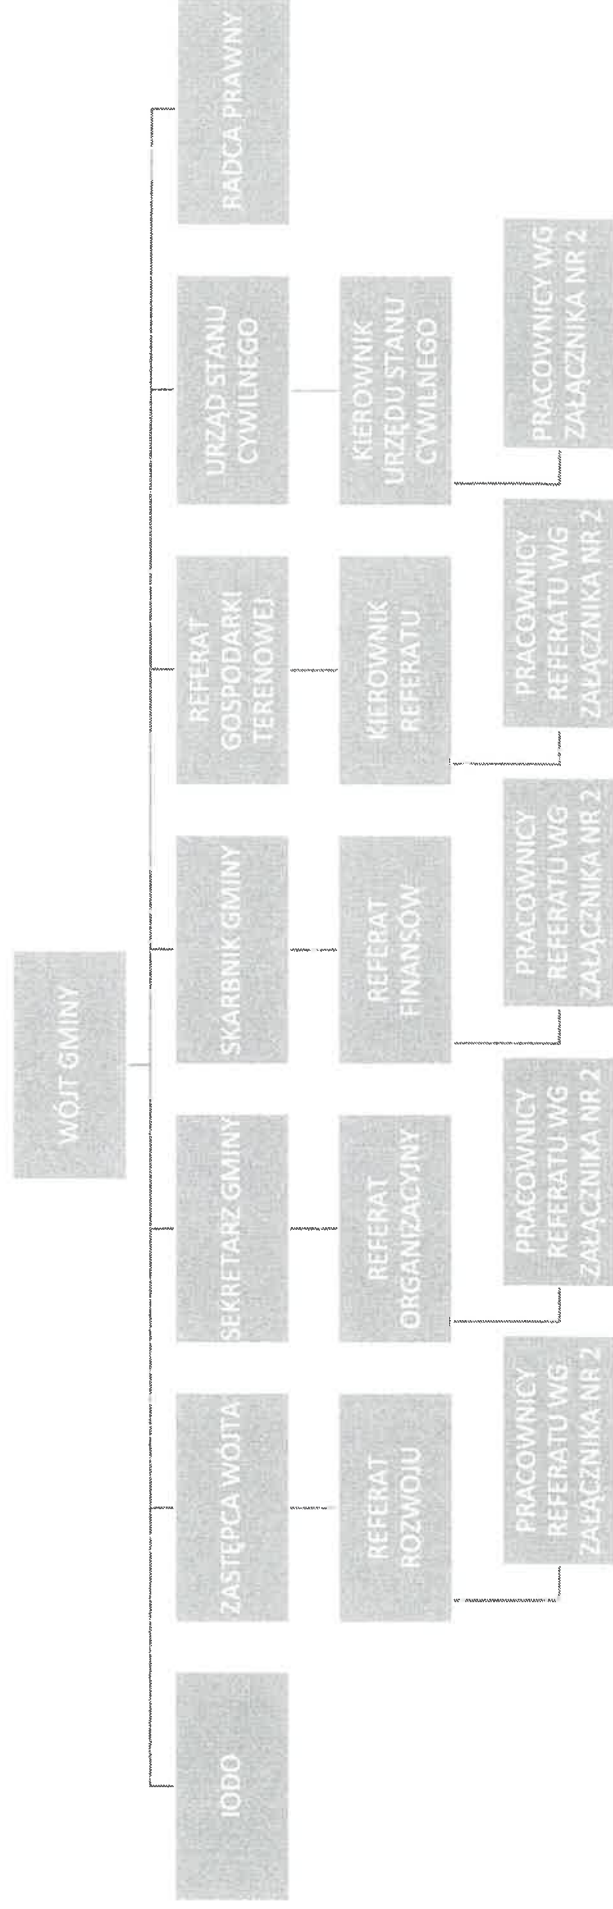 WÓJT GMINY
IODO
ZASTĘPCA WÓJTA
SEKRETARZ GMINY
SKARBNIK GMINY
REFERAT
GOSPODARKI
TERENOWEJ
URZĄD STANU
CYWILNEGO
RADCA PRAWNY
REFERAT
ROZWOJU
REFERAT
ORGANIZACYJNY
REFERAT
FINANSÓW
KIEROWNIK
REFERATU
KIEROWNIK
URZĘDU STANU
CYWILNEGO
PRACOWNICY
REFERATU WG
ZAŁĄCZNIKA NR 2
PRACOWNICY
REFERATU WG
ZAŁĄCZNIKA NR 2
PRACOWNICY
REFERATU WG
ZAŁĄCZNIKA NR 2
PRACOWNICY
REFERATU WG
ZAŁĄCZNIKA NR 2
PRACOWNICY WG
ZAŁĄCZNIKA NR 2